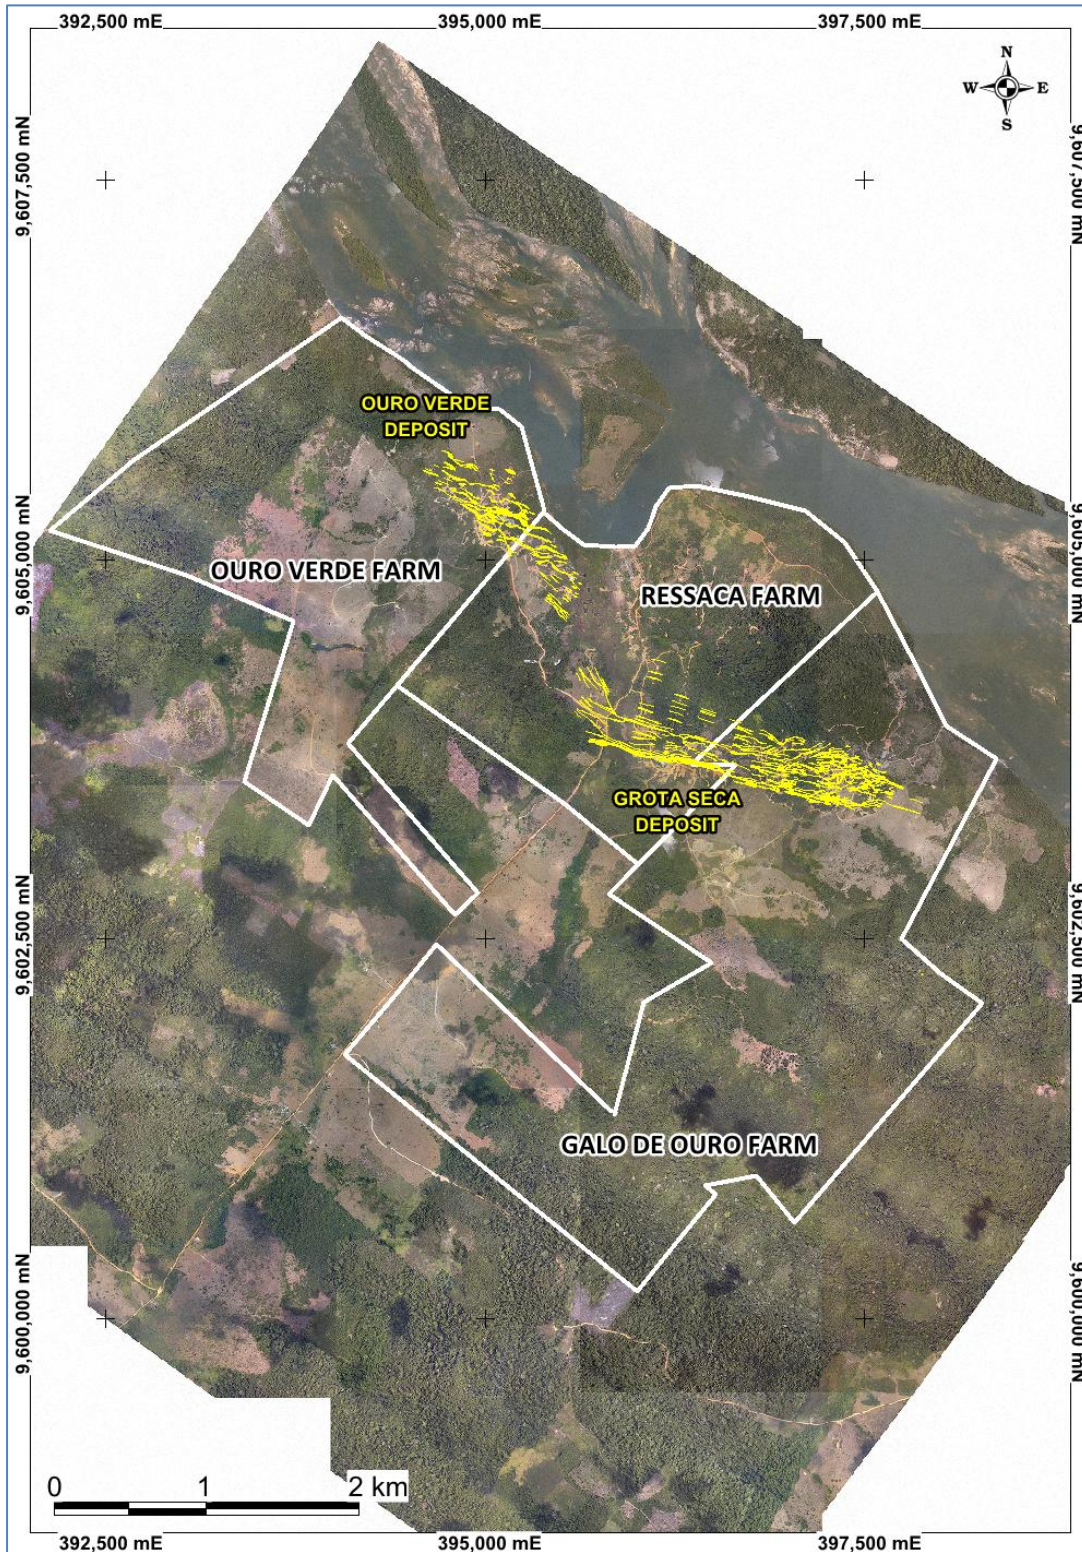 392,500 mE 395,000 mE 397,500 mE
N
W E
S
9,607,500 mN 9,607,500 mN
OURO VERDE
DEPOSIT
9,605,000 mN 9,605,000 mN
OURO VERDE FARM
RESSACA FARM
GROTA SECA
DEPOSIT
9,602,500 mN 9,602,500 mN
GALO DE OURO FARM
9,600,000 mN 9,600,000 mN
0 1 2 km
392,500 mE 395,000 mE 397,500 mE